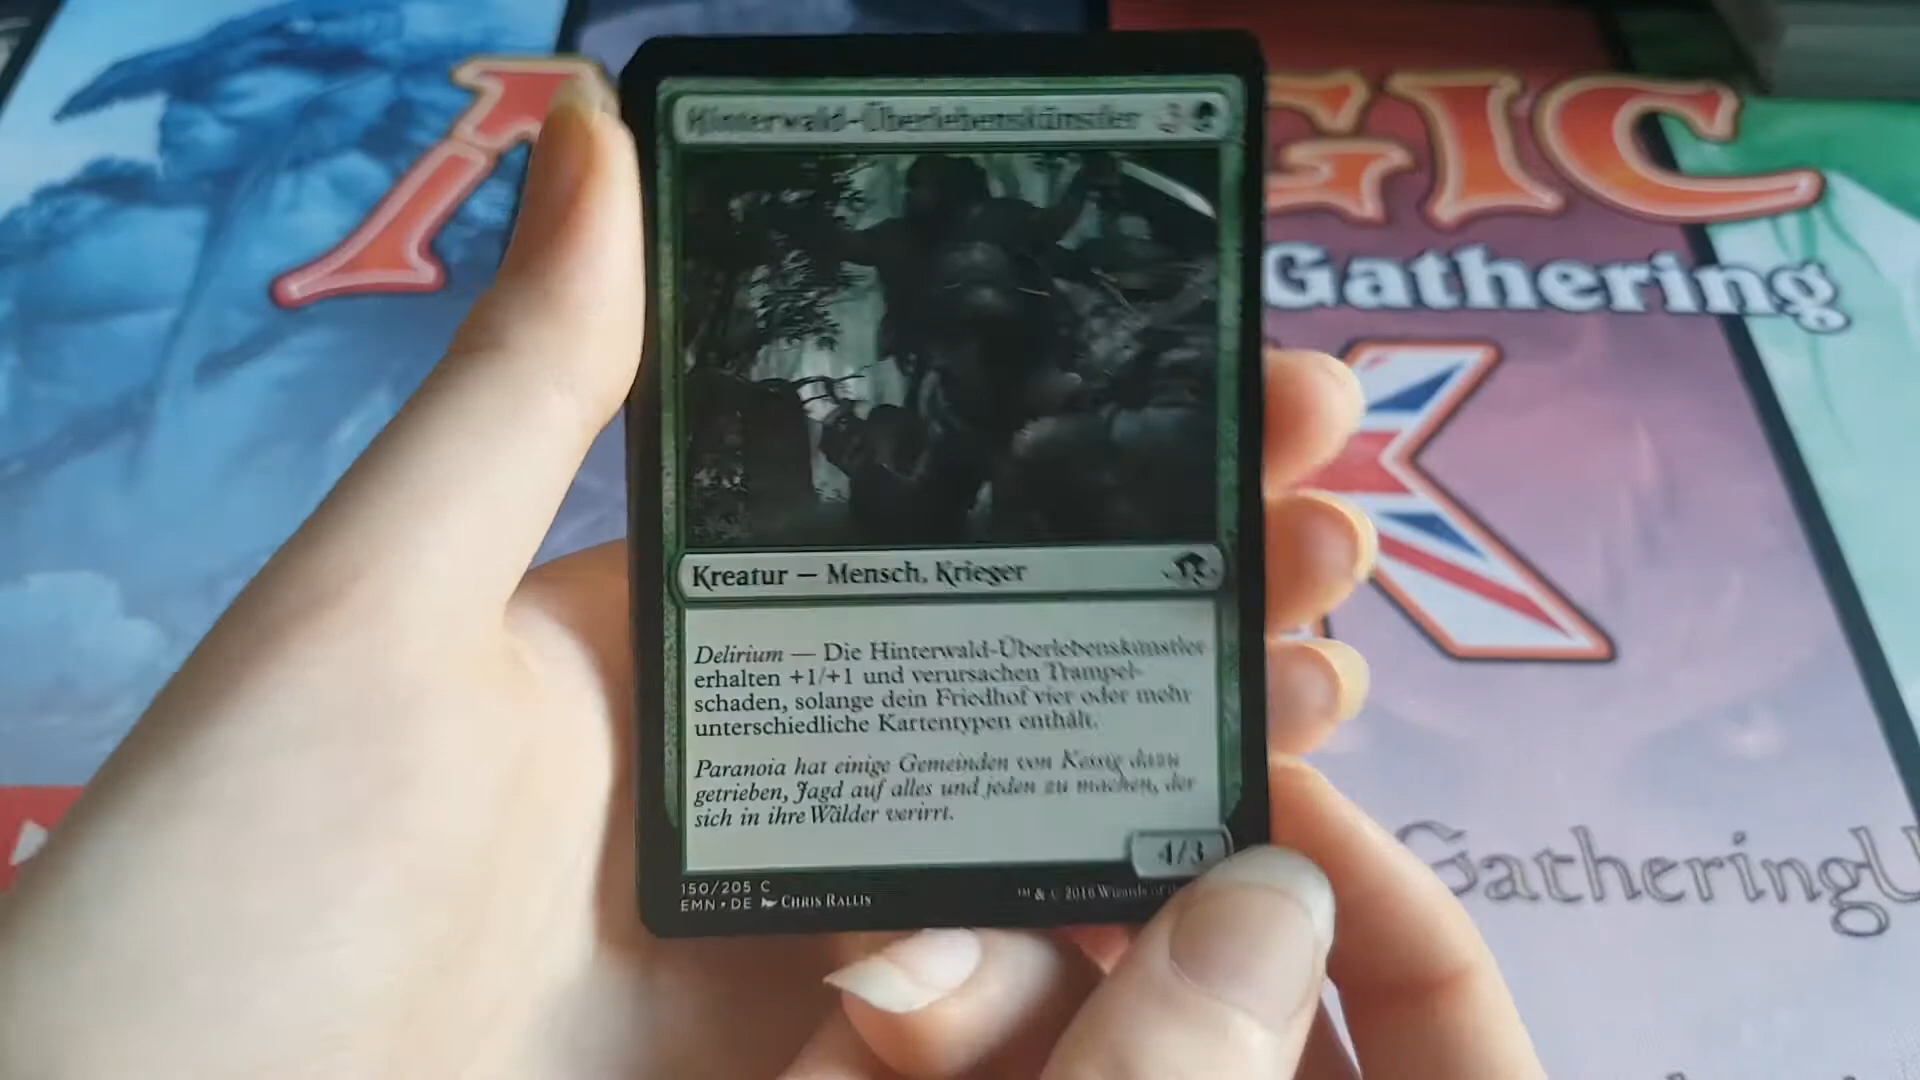 Hinterwald-Überlebenskünstler 3
MAGIC
Gathering
K
Kreatur — Mensch, Krieger
Delirium — Die Hinterwald-Überlebenskünstler
erhalten +1/+1 und verursachen Trampel-
schaden, solange dein Friedhof vier oder mehr
unterschiedliche Kartentypen enthält.
Paranoia hat einige Gemeinden von Kessig dazu
getrieben, Jagd auf alles und jeden zu machen, der
sich in ihre Wälder verirrt.
4/3
150/205 C
EMN • DE CHRIS RALLIS
™ & © 2016 Wizards of
GatheringU